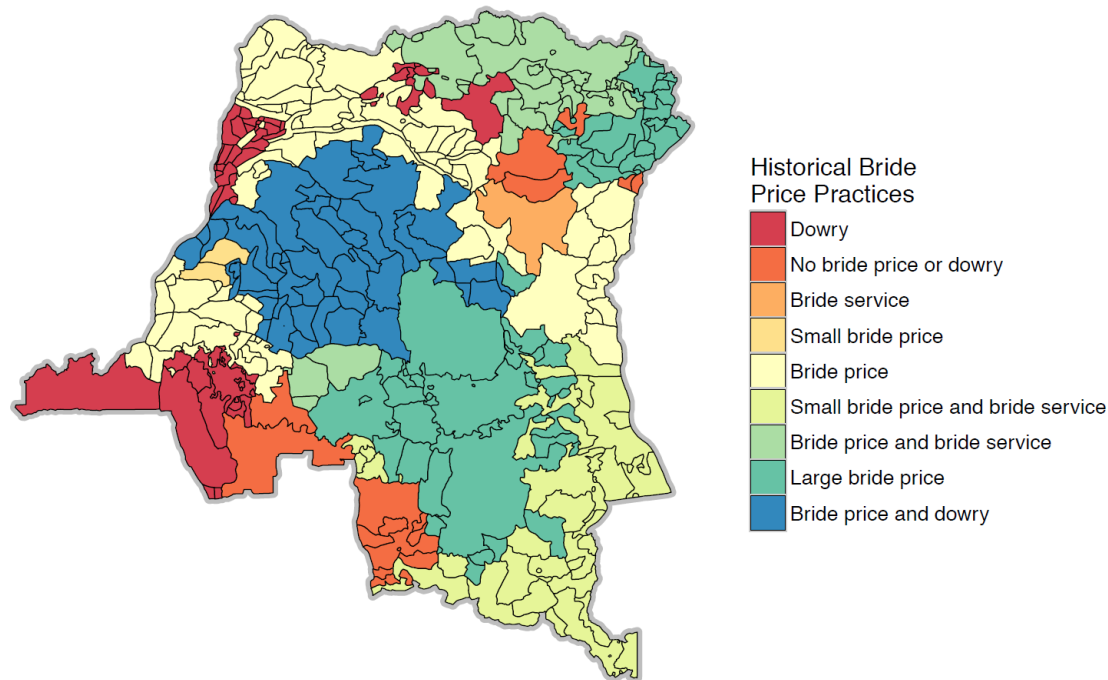 Historical Bride
Price Practices
Dowry
No bride price or dowry
Bride service
Small bride price
Bride price
Small bride price and bride service
Bride price and bride service
Large bride price
Bride price and dowry